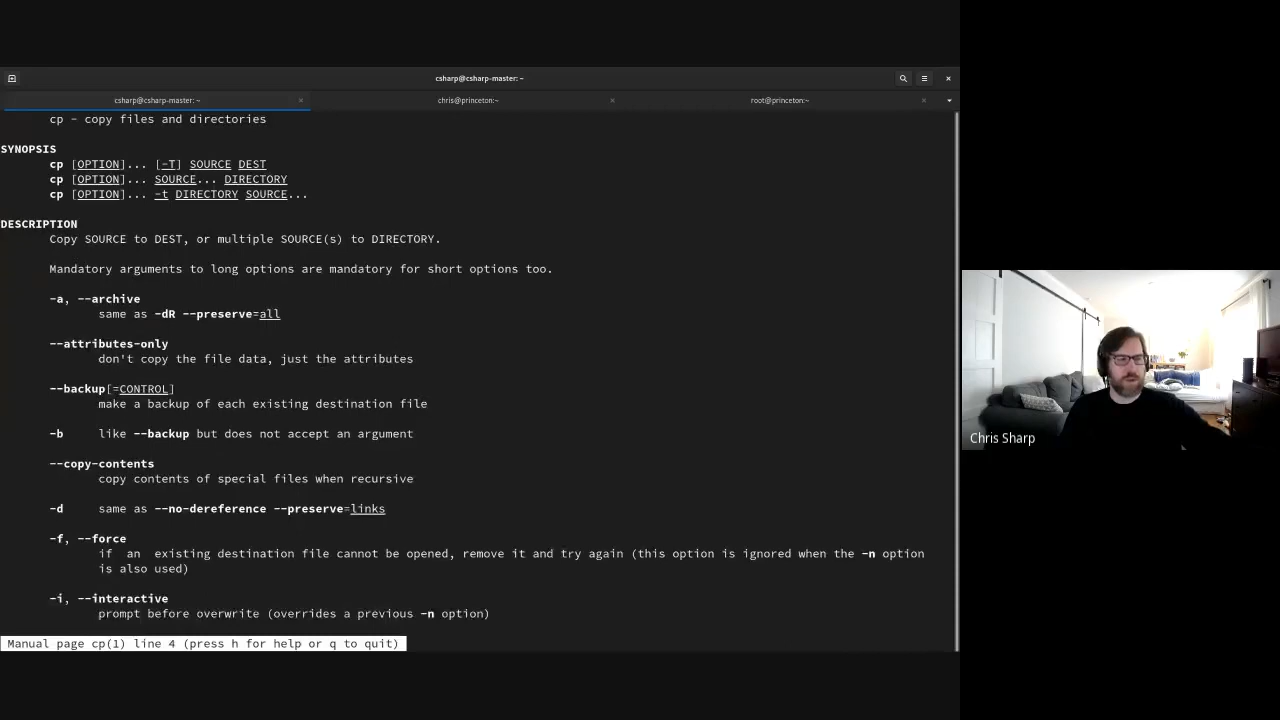 csharp@csharp-master: ~
csharp@csharp-master: ~
chris@princeton:~
root@princeton:~
cp - copy files and directories
SYNOPSIS
cp [OPTION]... [-T] SOURCE DEST
cp [OPTION]... SOURCE... DIRECTORY
cp [OPTION]... -t DIRECTORY SOURCE...
DESCRIPTION
Copy SOURCE to DEST, or multiple SOURCE(s) to DIRECTORY.
Mandatory arguments to long options are mandatory for short options too.
-a, --archive
same as -dR --preserve=all
--attributes-only
don't copy the file data, just the attributes
--backup[=CONTROL]
make a backup of each existing destination file
-b like --backup but does not accept an argument
--copy-contents
copy contents of special files when recursive
-d same as --no-dereference --preserve=links
-f, --force
if an existing destination file cannot be opened, remove it and try again (this option is ignored when the -n option
is also used)
-i, --interactive
prompt before overwrite (overrides a previous -n option)
Manual page cp(1) line 4 (press h for help or q to quit)
Chris Sharp